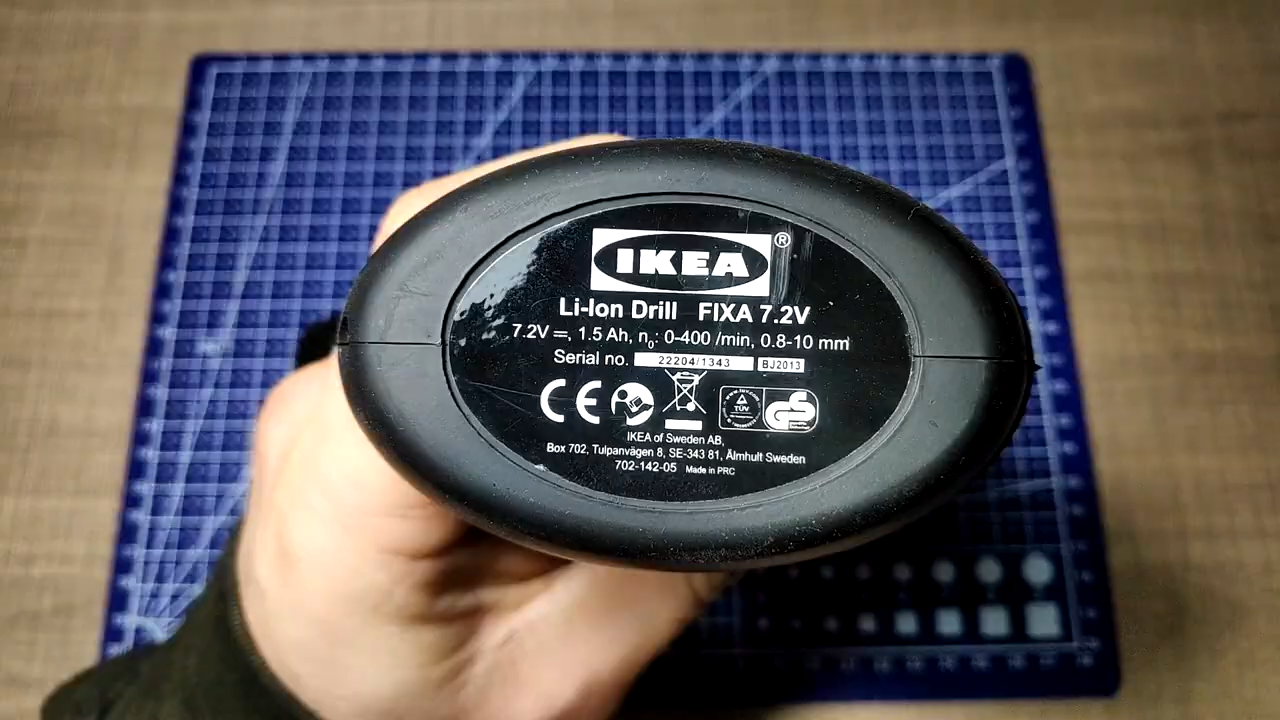 IKEA ®
Li-Ion Drill FIXA 7.2V
7.2V ⎓, 1.5 Ah, n₀: 0-400 /min, 0.8-10 mm
Serial no. 22204/1343 BJ2013
CE TÜV GS
IKEA of Sweden AB,
Box 702, Tulpanvägen 8, SE-343 81, Älmhult Sweden
702-142-05 Made in PRC